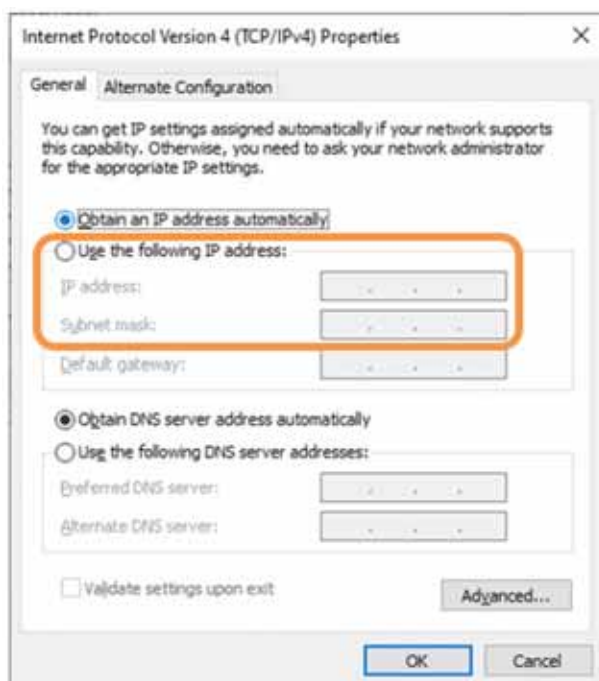 Internet Protocol Version 4 (TCP/IPv4) Properties
General
Alternate Configuration
You can get IP settings assigned automatically if your network supports
this capability. Otherwise, you need to ask your network administrator
for the appropriate IP settings.
Obtain an IP address automatically
Use the following IP address:
IP address:
Subnet mask:
Default gateway:
Obtain DNS server address automatically
Use the following DNS server addresses:
Preferred DNS server:
Alternate DNS server:
Validate settings upon exit
Advanced...
OK
Cancel